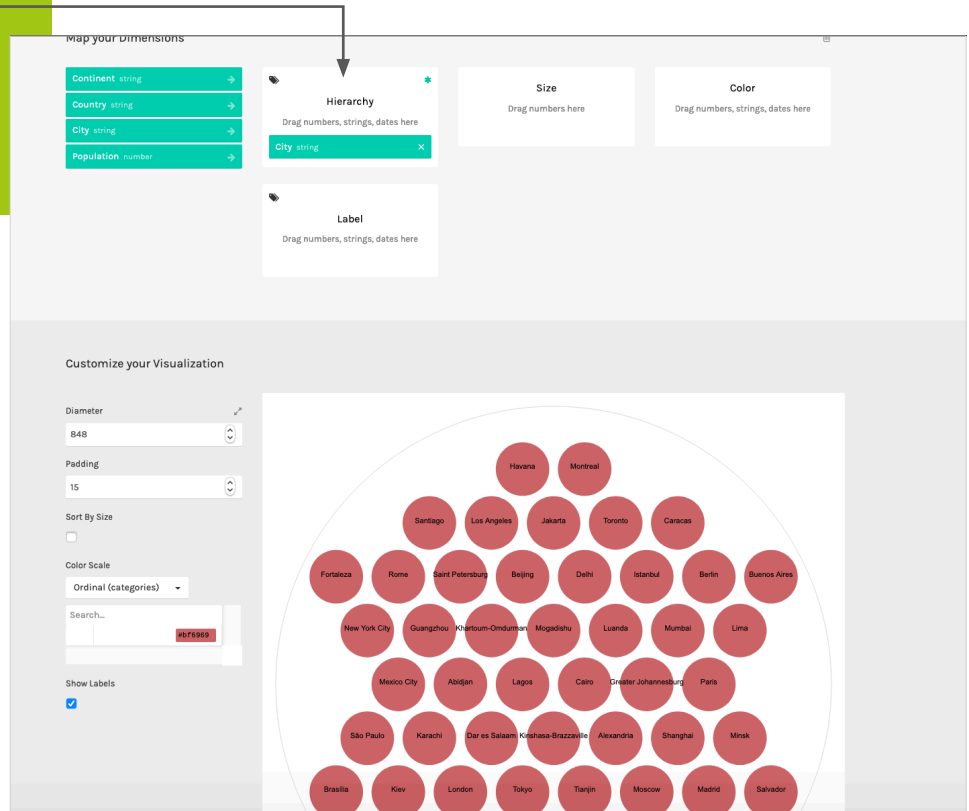 Map your Dimensions
Continent string
Country string
City string
Population number
Hierarchy
Drag numbers, strings, dates here
City string
Size
Drag numbers here
Color
Drag numbers, strings, dates here
Label
Drag numbers, strings, dates here
Customize your Visualization
Diameter
848
Padding
15
Sort By Size
Color Scale
Ordinal (categories)
Search...
#bf6969
Show Labels
Havana Montreal
Santiago Los Angeles Jakarta Toronto Caracas
Fortaleza Rome Saint Petersburg Beijing Delhi Istanbul Berlin Buenos Aires
New York City Guangzhou Khartoum-Omdurman Mogadishu Luanda Mumbai Lima
Mexico City Abidjan Lagos Cairo Greater Johannesburg Paris
São Paulo Karachi Dar es Salaam Kinshasa-Brazzaville Alexandria Shanghai Minsk
Brasília Kiev London Tokyo Tianjin Moscow Madrid Salvador